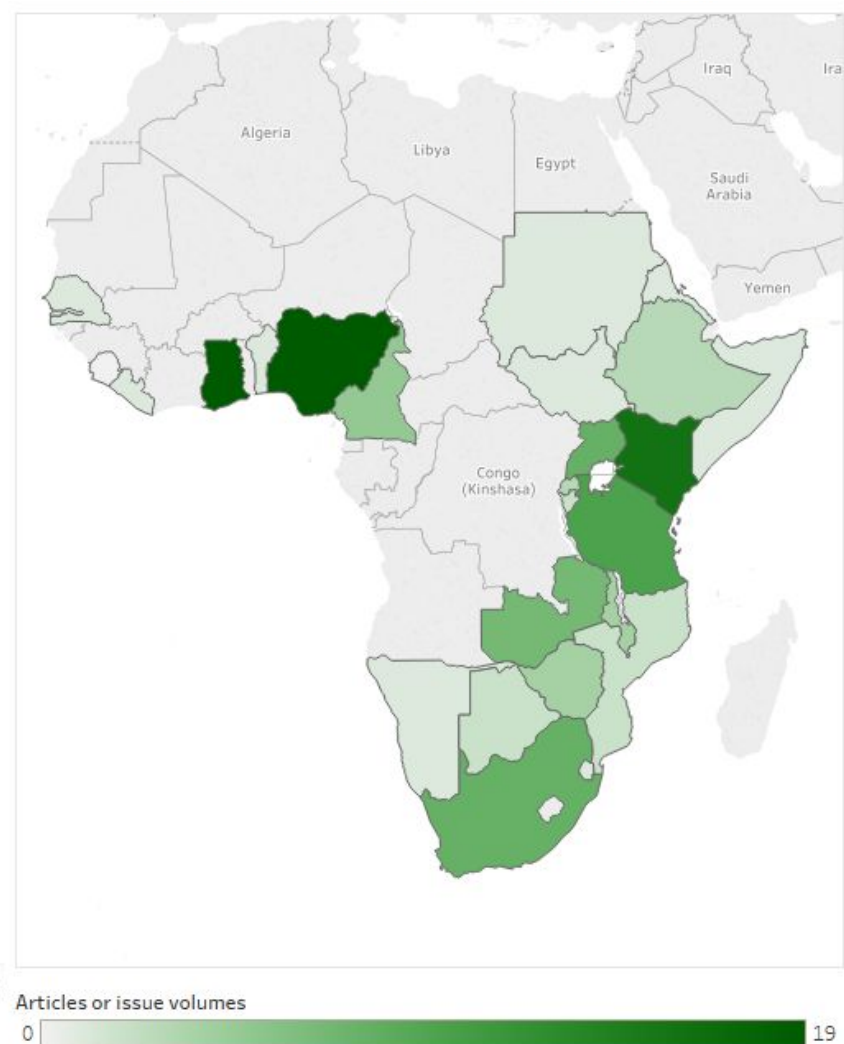 Iraq
Ira
Algeria
Libya
Egypt
Saudi
Arabia
Yemen
Congo
(Kinshasa)
Articles or issue volumes
0
19